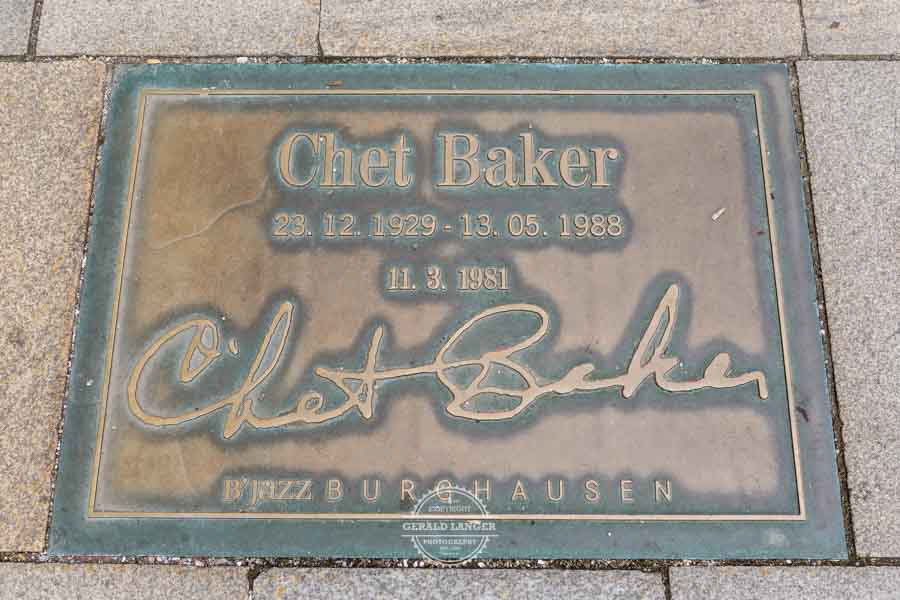 Chet Baker
23. 12. 1929 - 13. 05. 1988
11. 3. 1981
Chet Baker
B'jazz BURGHAUSEN
COPYRIGHT
GERALD LANGER
PHOTOGRAPHY